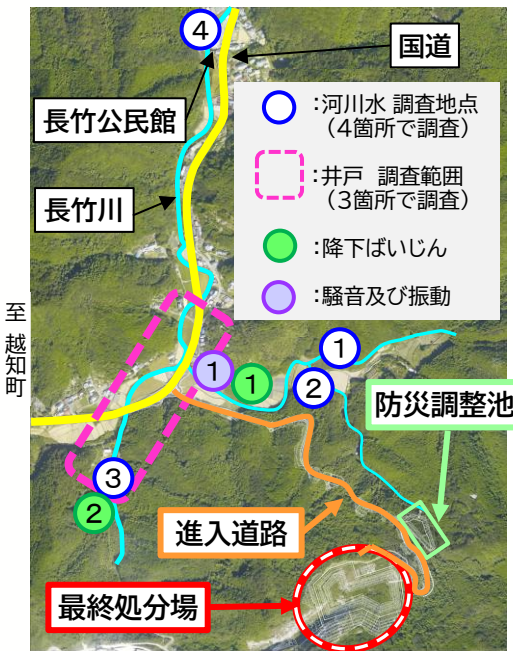 ④
国道
長竹公民館
長竹川
：河川水 調査地点
（4箇所で調査）
：井戸 調査範囲
（3箇所で調査）
：降下ばいじん
：騒音及び振動
至 越知町
①
①
①
②
防災調整池
③
②
進入道路
最終処分場